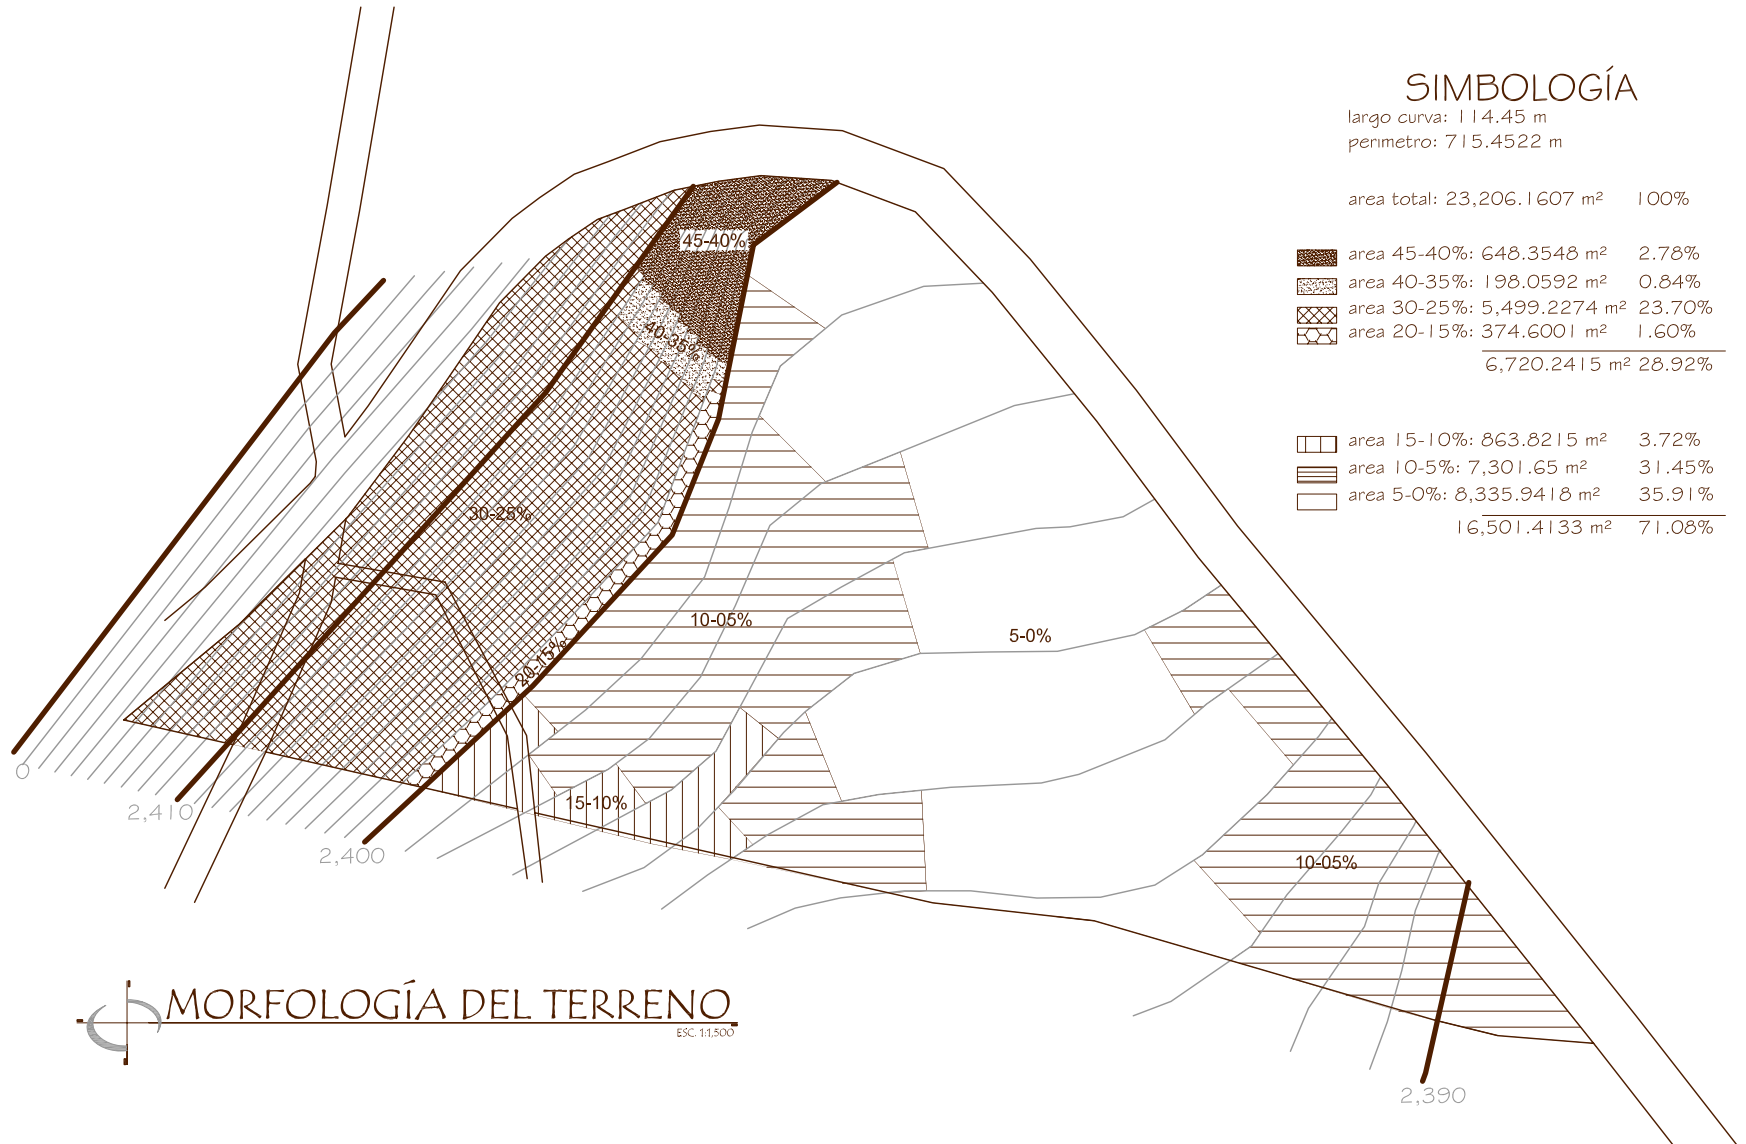 SIMBOLOGÍA
largo curva: 114.45 m
perimetro: 715.4522 m
area total: 23,206.1607 m² 100%
area 45-40%: 648.3548 m² 2.78%
area 40-35%: 198.0592 m² 0.84%
area 30-25%: 5,499.2274 m² 23.70%
area 20-15%: 374.6001 m² 1.60%
6,720.2415 m² 28.92%
area 15-10%: 863.8215 m² 3.72%
area 10-5%: 7,301.65 m² 31.45%
area 5-0%: 8,335.9418 m² 35.91%
16,501.4133 m² 71.08%
45-40%
40-35%
30-25%
10-05%
5-0%
20-15%
15-10%
10-05%
0
2,410
2,400
2,390
MORFOLOGÍA DEL TERRENO
ESC. 1:1,500